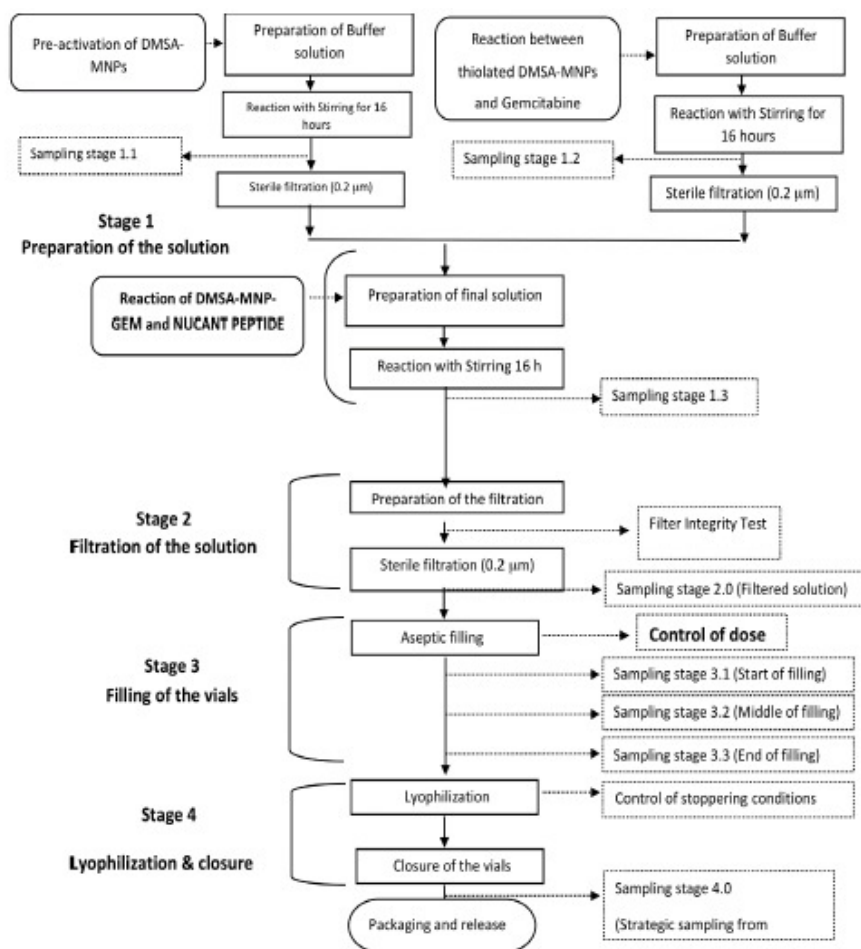 Pre-activation of DMSA-
MNPs
Preparation of Buffer
solution
Reaction with Stirring for 16
hours
Sampling stage 1.1
Sterile filtration (0.2 µm)
Reaction between
thiolated DMSA-MNPs
and Gemcitabine
Preparation of Buffer
solution
Reaction with Stirring for
16 hours
Sampling stage 1.2
Sterile filtration (0.2 µm)
Stage 1
Preparation of the solution
Reaction of DMSA-MNP-
GEM and NUCANT PEPTIDE
Preparation of final solution
Reaction with Stirring 16 h
Sampling stage 1.3
Stage 2
Filtration of the solution
Preparation of the filtration
Filter Integrity Test
Sterile filtration (0.2 µm)
Sampling stage 2.0 (Filtered solution)
Stage 3
Filling of the vials
Aseptic filling
Control of dose
Sampling stage 3.1 (Start of filling)
Sampling stage 3.2 (Middle of filling)
Sampling stage 3.3 (End of filling)
Stage 4
Lyophilization & closure
Lyophilization
Control of stoppering conditions
Closure of the vials
Sampling stage 4.0
(Strategic sampling from
Packaging and release